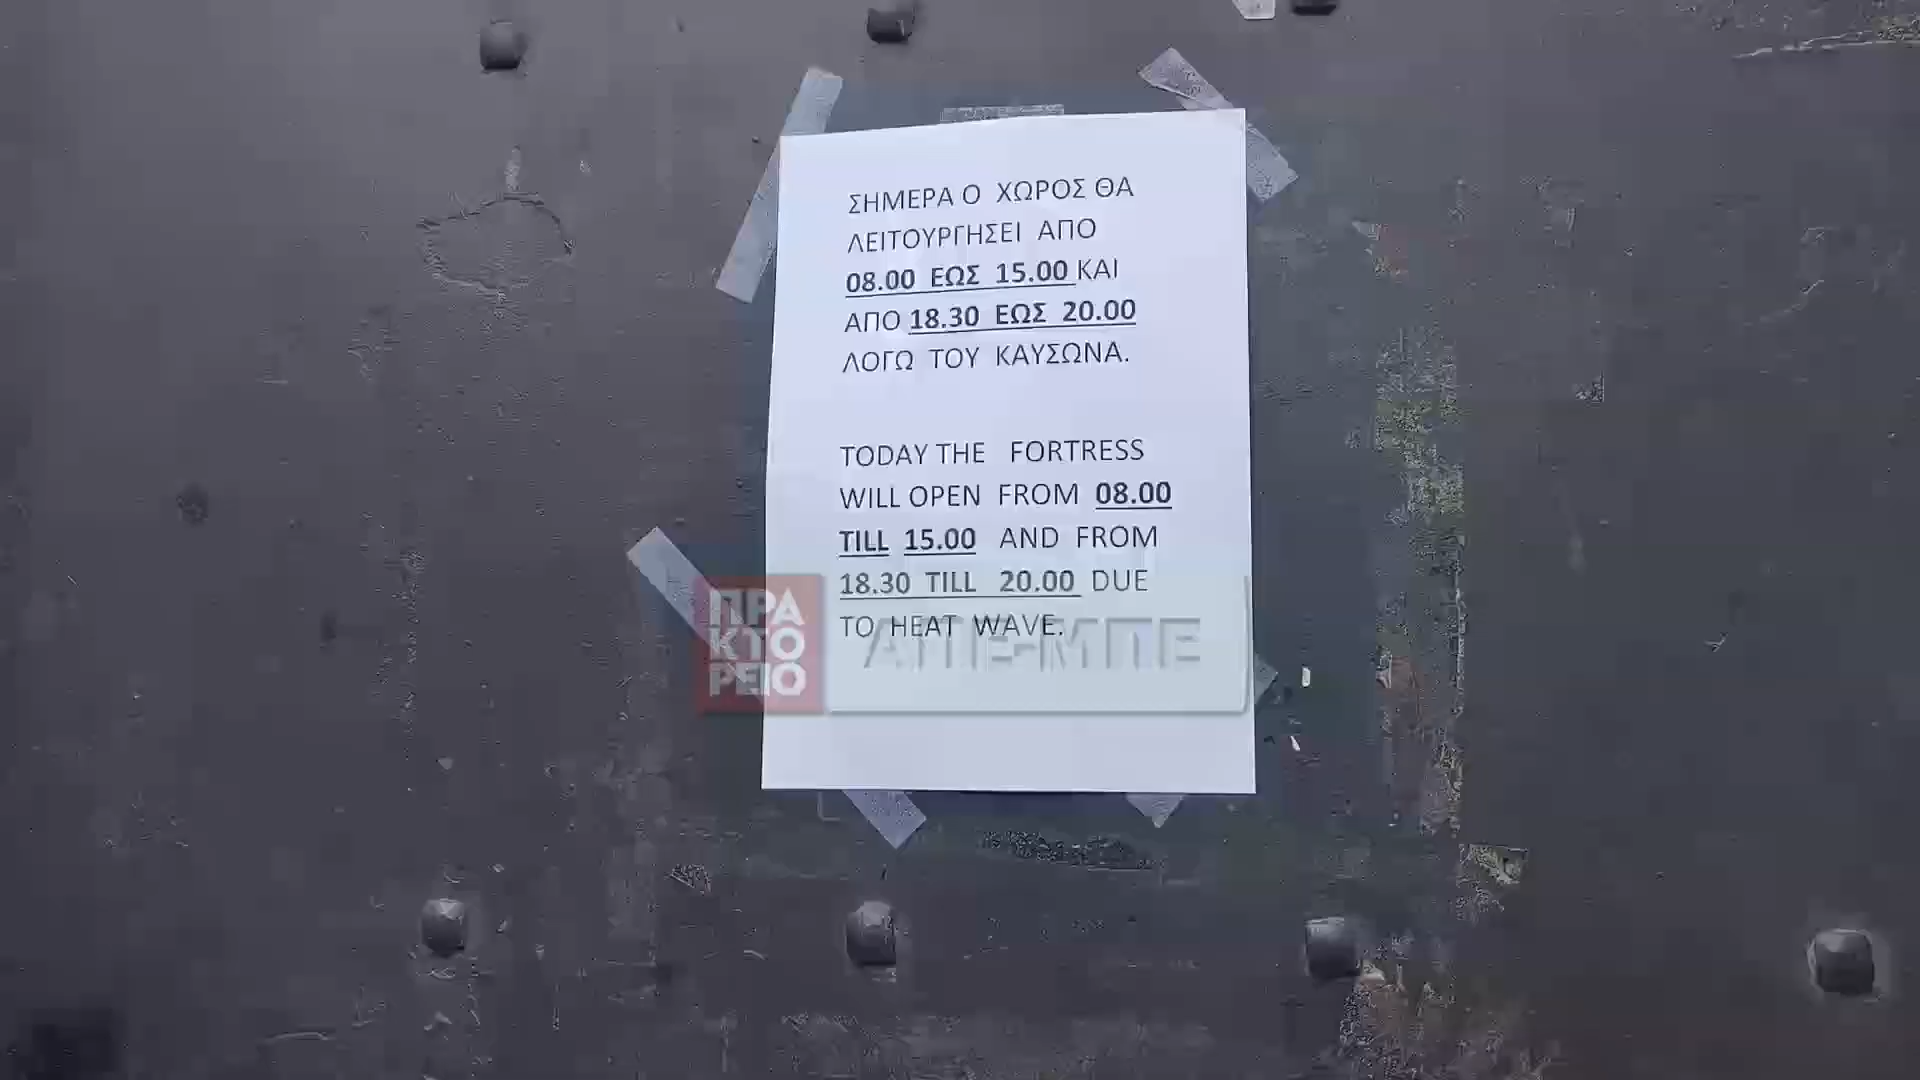 ΣΗΜΕΡΑ Ο ΧΩΡΟΣ ΘΑ
ΛΕΙΤΟΥΡΓΗΣΕΙ ΑΠΟ
08.00 ΕΩΣ 15.00 ΚΑΙ
ΑΠΟ 18.30 ΕΩΣ 20.00
ΛΟΓΩ ΤΟΥ ΚΑΥΣΩΝΑ.
TODAY THE FORTRESS
WILL OPEN FROM 08.00
TILL 15.00 AND FROM
18.30 TILL 20.00 DUE
TO HEAT WAVE.
ΠΡΑ
ΚΤΟ
ΡΕΙΟ
ΑΠΕ-ΜΠΕ